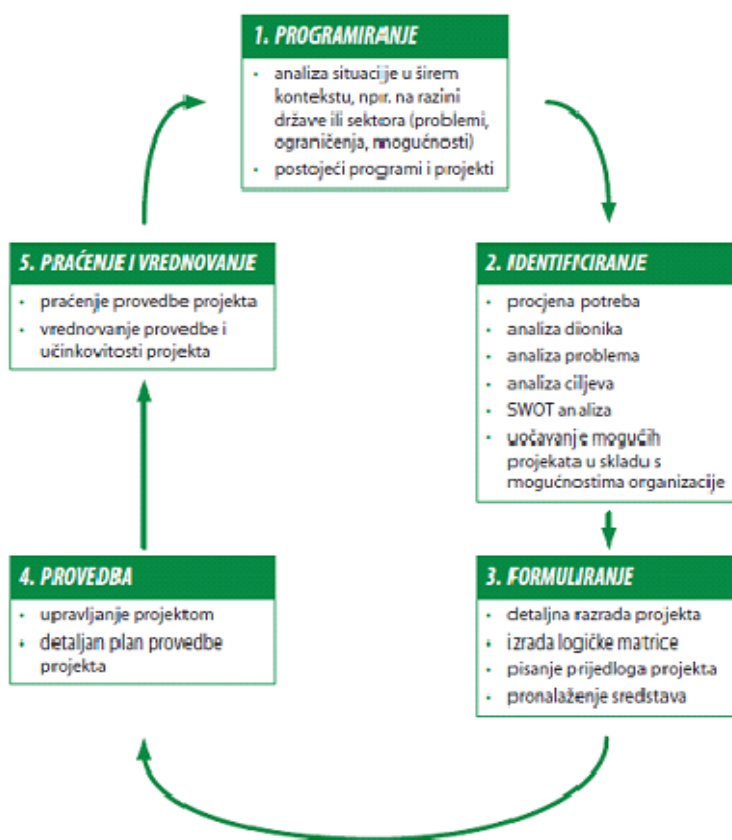 1. PROGRAMIRANJE
• analiza situacije u širem
kontekstu, npr. na razini
države ili sektora (problemi,
ograničenja, mogućnosti)
• postojeći programi i projekti
2. IDENTIFICIRANJE
• procjena potreba
• analiza dionika
• analiza problema
• analiza ciljeva
• SWOT analiza
• uočavanje mogućih
projekata u skladu s
mogućnostima organizacije
3. FORMULIRANJE
• detaljna razrada projekta
• izrada logičke matrice
• pisanje prijedloga projekta
• pronalaženje sredstava
4. PROVEDBA
• upravljanje projektom
• detaljan plan provedbe
projekta
5. PRAĆENJE I VREDNOVANJE
• praćenje provedbe projekta
• vrednovanje provedbe i
učinkovitosti projekta